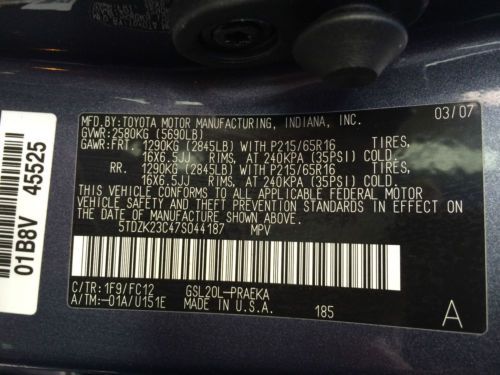 MFD.BY:TOYOTA MOTOR MANUFACTURING, INDIANA, INC. 03/07
GVWR:2580KG (5690LB)
GAWR:FRT. 1290KG (2845LB) WITH P215/65R16 TIRES,
16X6.5JJ RIMS, AT 240KPA (35PSI) COLD.
RR. 1290KG (2845LB) WITH P215/65R16 TIRES,
16X6.5JJ RIMS, AT 240KPA (35PSI) COLD.
THIS VEHICLE CONFORMS TO ALL APPLICABLE FEDERAL MOTOR
VEHICLE SAFETY AND THEFT PREVENTION STANDARDS IN EFFECT ON
THE DATE OF MANUFACTURE SHOWN ABOVE.
5TDZK23C47S044187 MPV
C/TR:1F9/FC12 GSL20L-PRAEKA
A/TM:-01A/U151E MADE IN U.S.A. 185 A
01B8V 45525